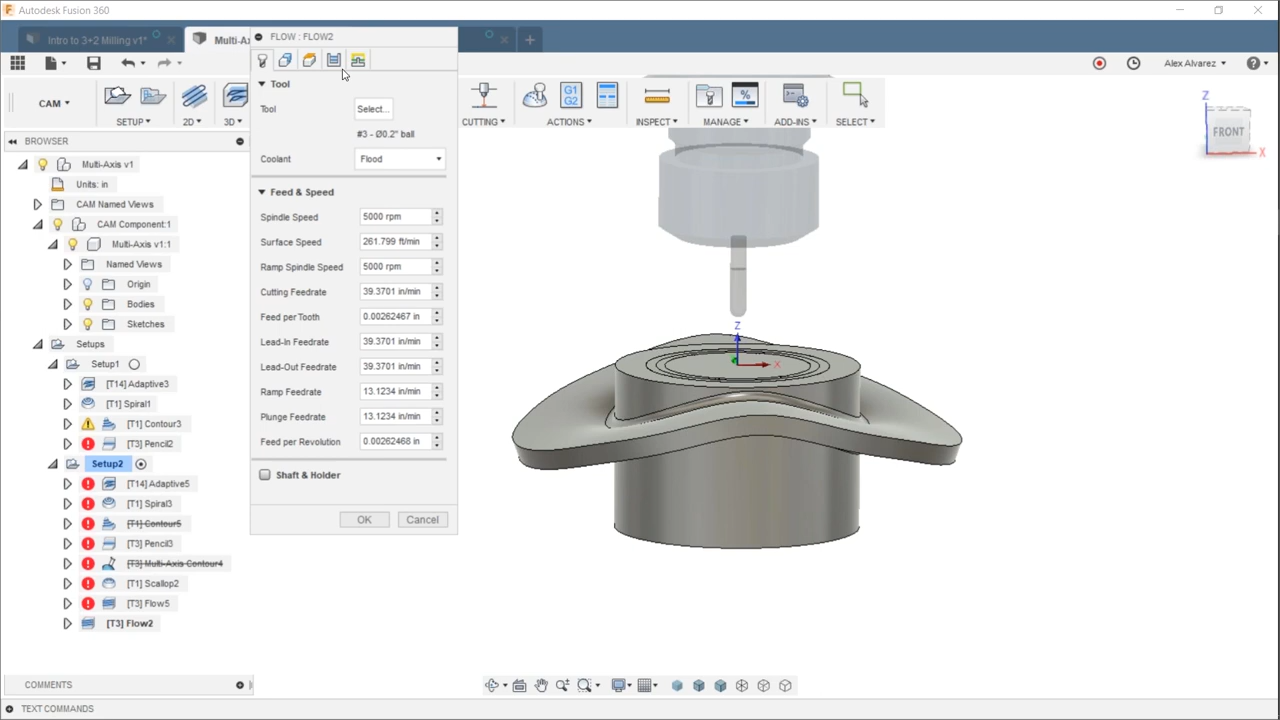 Autodesk Fusion 360
Intro to 3+2 Milling v1*
Multi-A
FLOW : FLOW2
Alex Alvarez
CAM
SETUP
2D
3D
CUTTING
G1
G2
ACTIONS
INSPECT
%
MANAGE
ADD-INS
SELECT
BROWSER
Multi-Axis v1
Units: in
CAM Named Views
CAM Component:1
Multi-Axis v1:1
Named Views
Origin
Bodies
Sketches
Setups
Setup1
[T14] Adaptive3
[T1] Spiral1
[T1] Contour3
[T3] Pencil2
Setup2
[T14] Adaptive5
[T1] Spiral3
[T1] Contour5
[T3] Pencil3
[T3] Multi-Axis Contour4
[T1] Scallop2
[T3] Flow5
[T3] Flow2
Tool
Tool Select...
#3 - Ø0.2" ball
Coolant Flood
Feed & Speed
Spindle Speed 5000 rpm
Surface Speed 261.799 ft/min
Ramp Spindle Speed 5000 rpm
Cutting Feedrate 39.3701 in/min
Feed per Tooth 0.00262467 in
Lead-In Feedrate 39.3701 in/min
Lead-Out Feedrate 39.3701 in/min
Ramp Feedrate 13.1234 in/min
Plunge Feedrate 13.1234 in/min
Feed per Revolution 0.00262468 in
Shaft & Holder
OK Cancel
Z
FRONT
X
Z
X
COMMENTS
TEXT COMMANDS